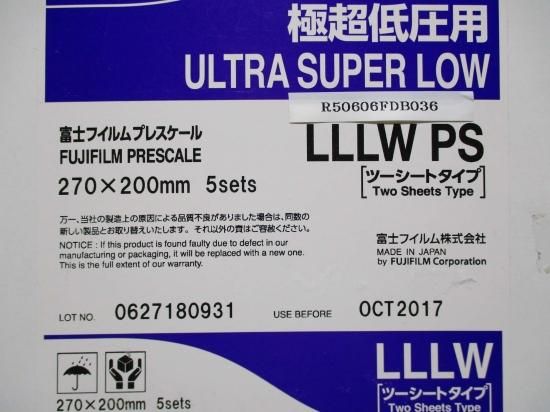 極超低圧用
ULTRA SUPER LOW
R50606FDB036
富士フイルムプレスケール
FUJIFILM PRESCALE
LLLW PS
270×200mm 5sets
[ツーシートタイプ
Two Sheets Type]
万一、当社の製造上の原因による品質不良がありました場合は、同数の
新しい製品とお取り替えいたします。それ以外の責はご容赦ください。
NOTICE : If this product is found faulty due to defect in our
manufacturing or packaging, it will be replaced with a new one.
This is the full extent of our warranty.
富士フイルム株式会社
MADE IN JAPAN
by FUJIFILM Corporation
LOT NO. 0627180931 USE BEFORE OCT2017
LLLW
[ツーシートタイプ
Two Sheets Type]
270×200mm 5sets